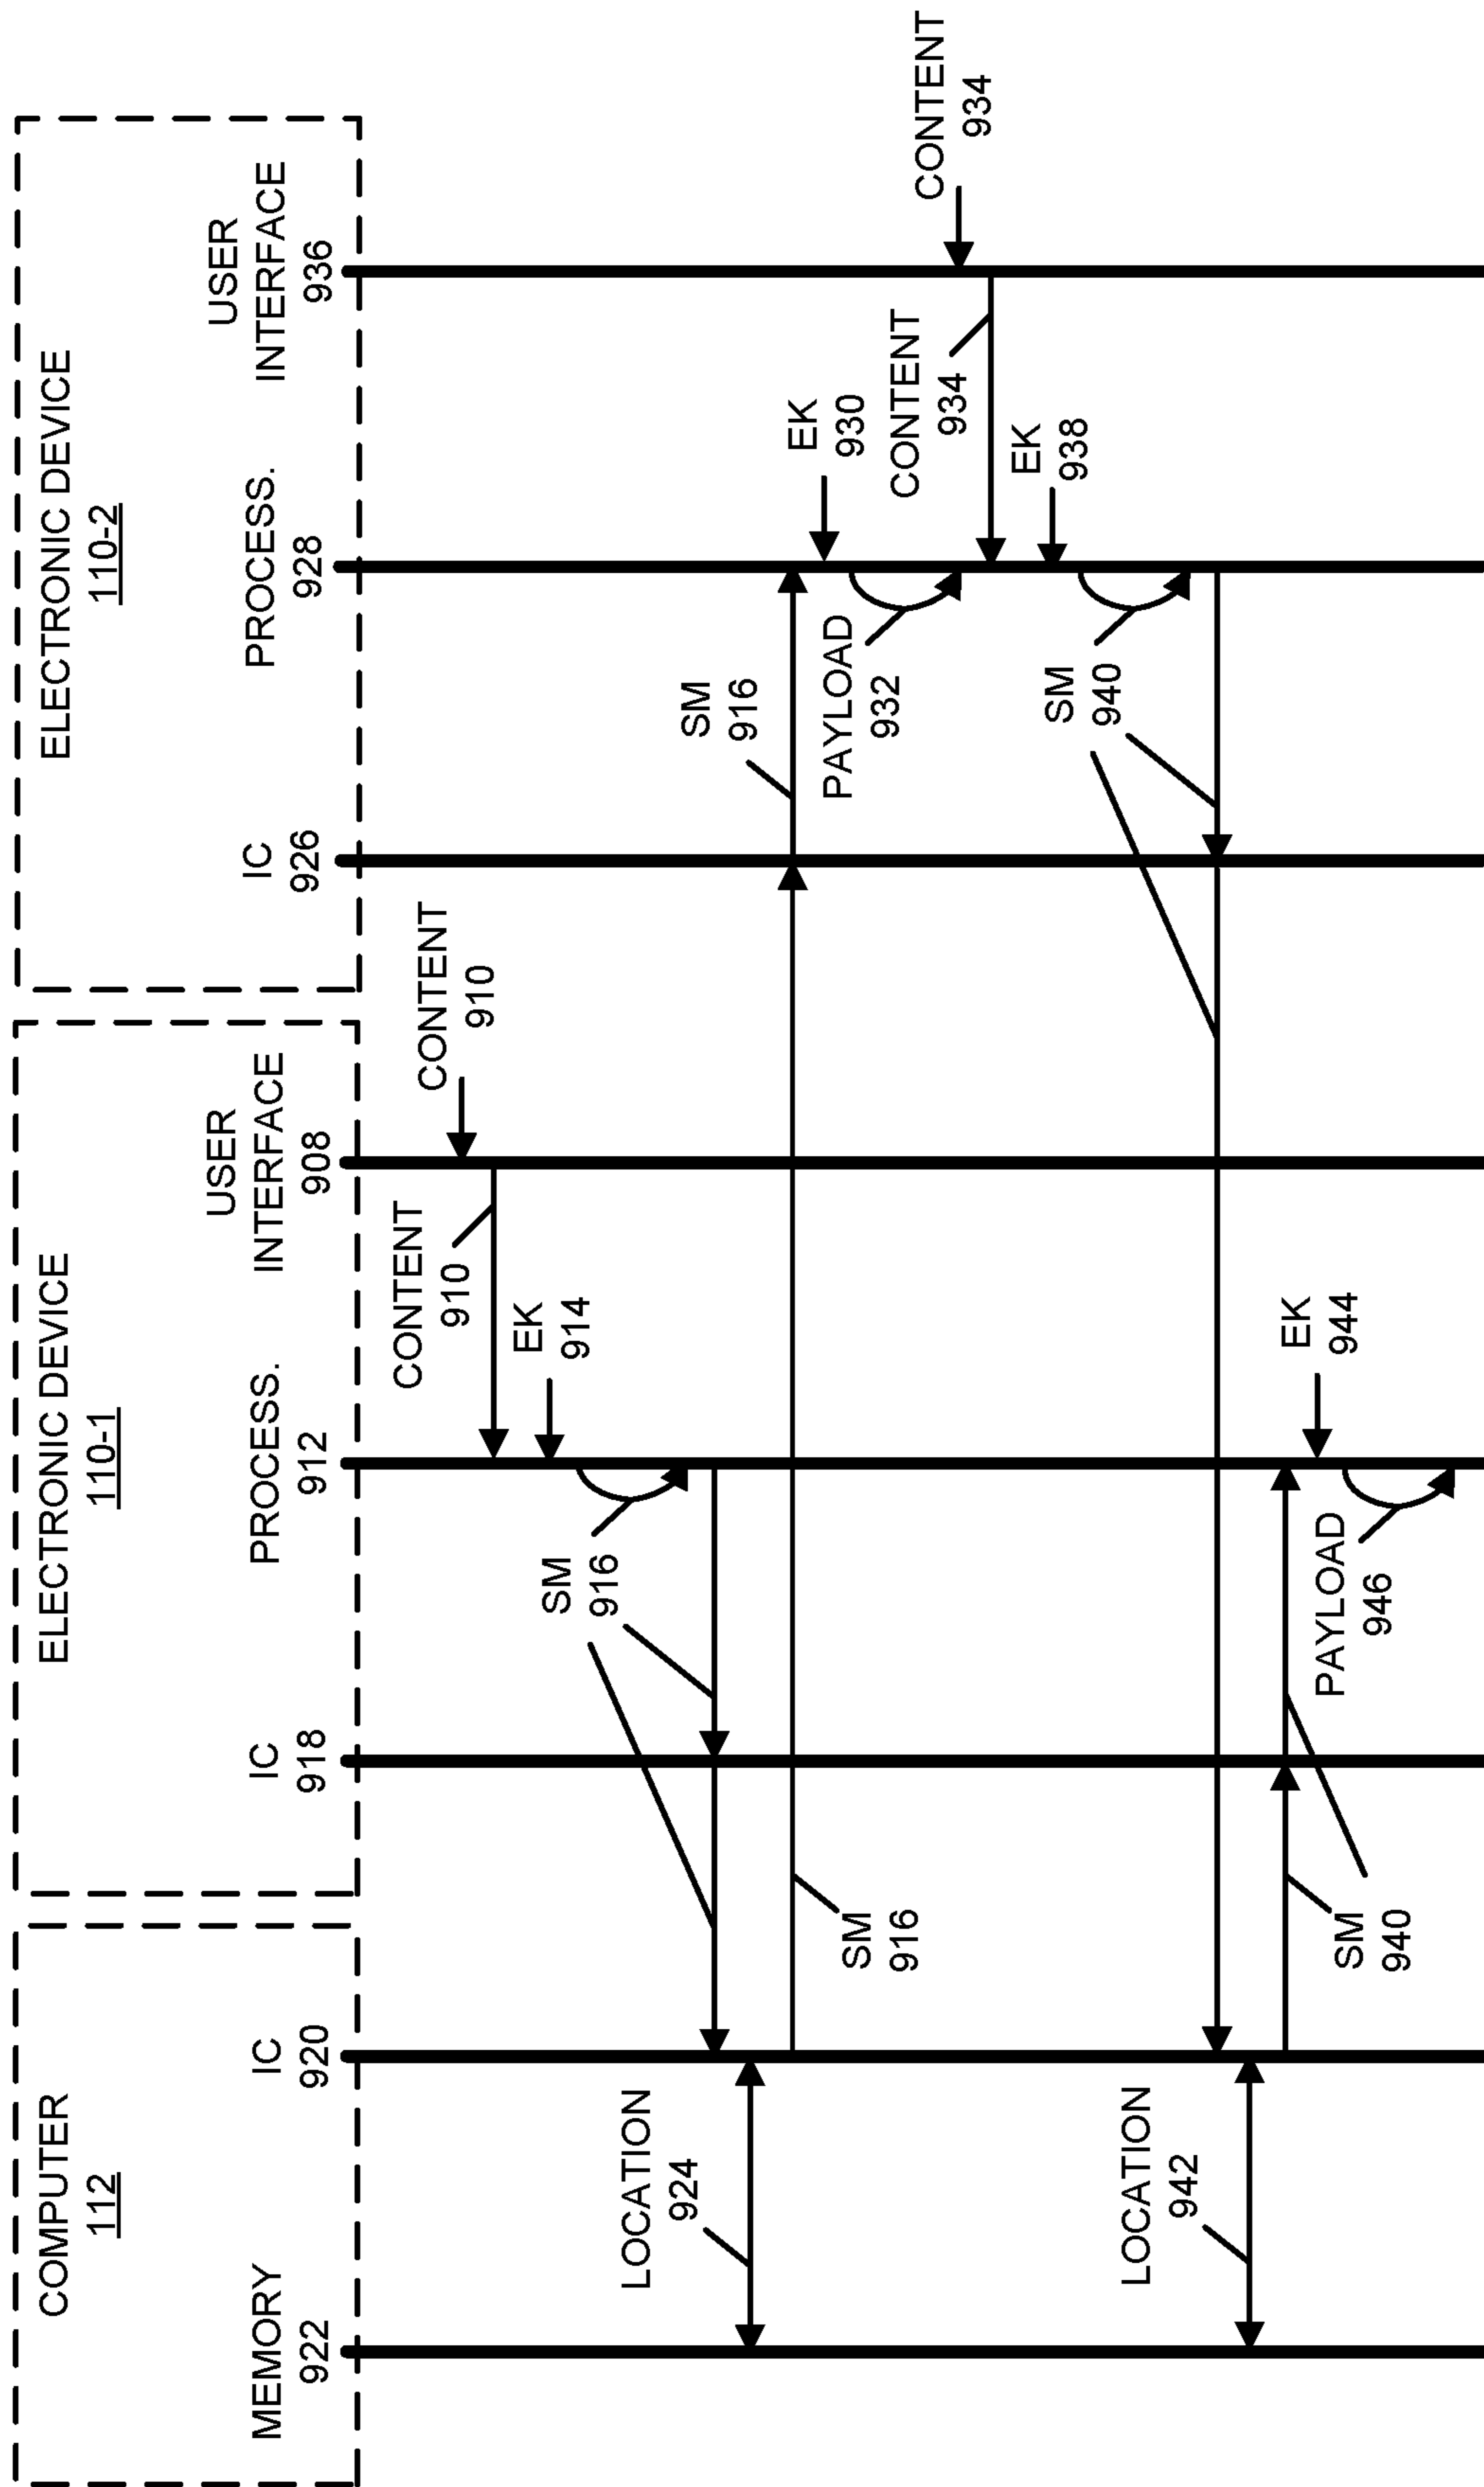 COMPUTER
112
ELECTRONIC DEVICE
110-1
ELECTRONIC DEVICE
110-2
MEMORY
922
IC
920
IC
918
PROCESS.
912
USER
INTERFACE
908
IC
926
PROCESS.
928
USER
INTERFACE
936
CONTENT
910
CONTENT
910
EK
914
SM
916
LOCATION
924
SM
916
SM
916
EK
930
PAYLOAD
932
CONTENT
934
CONTENT
934
EK
938
SM
940
LOCATION
942
SM
940
EK
944
PAYLOAD
946